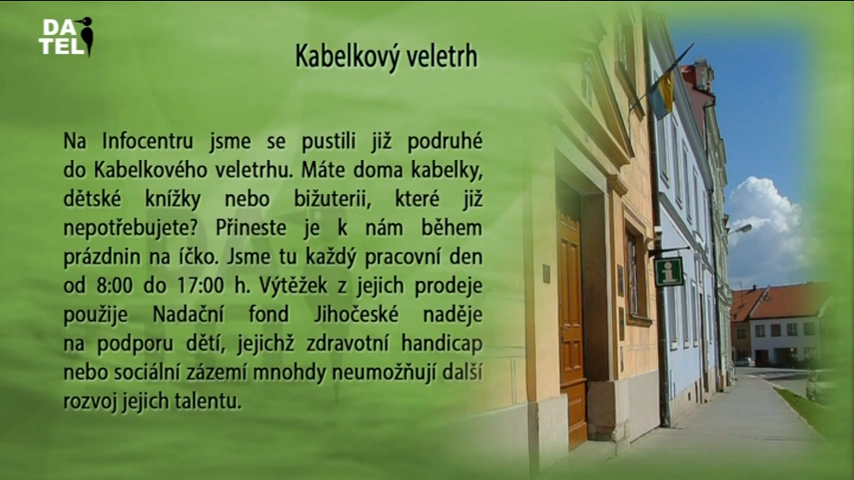 DA
TEL
Kabelkový veletrh
Na Infocentru jsme se pustili již podruhé
do Kabelkového veletrhu. Máte doma kabelky,
dětské knížky nebo bižuterii, které již
nepotřebujete? Přineste je k nám během
prázdnin na íčko. Jsme tu každý pracovní den
od 8:00 do 17:00 h. Výtěžek z jejich prodeje
použije Nadační fond Jihočeské naděje
na podporu dětí, jejichž zdravotní handicap
nebo sociální zázemí mnohdy neumožňují další
rozvoj jejich talentu.
i